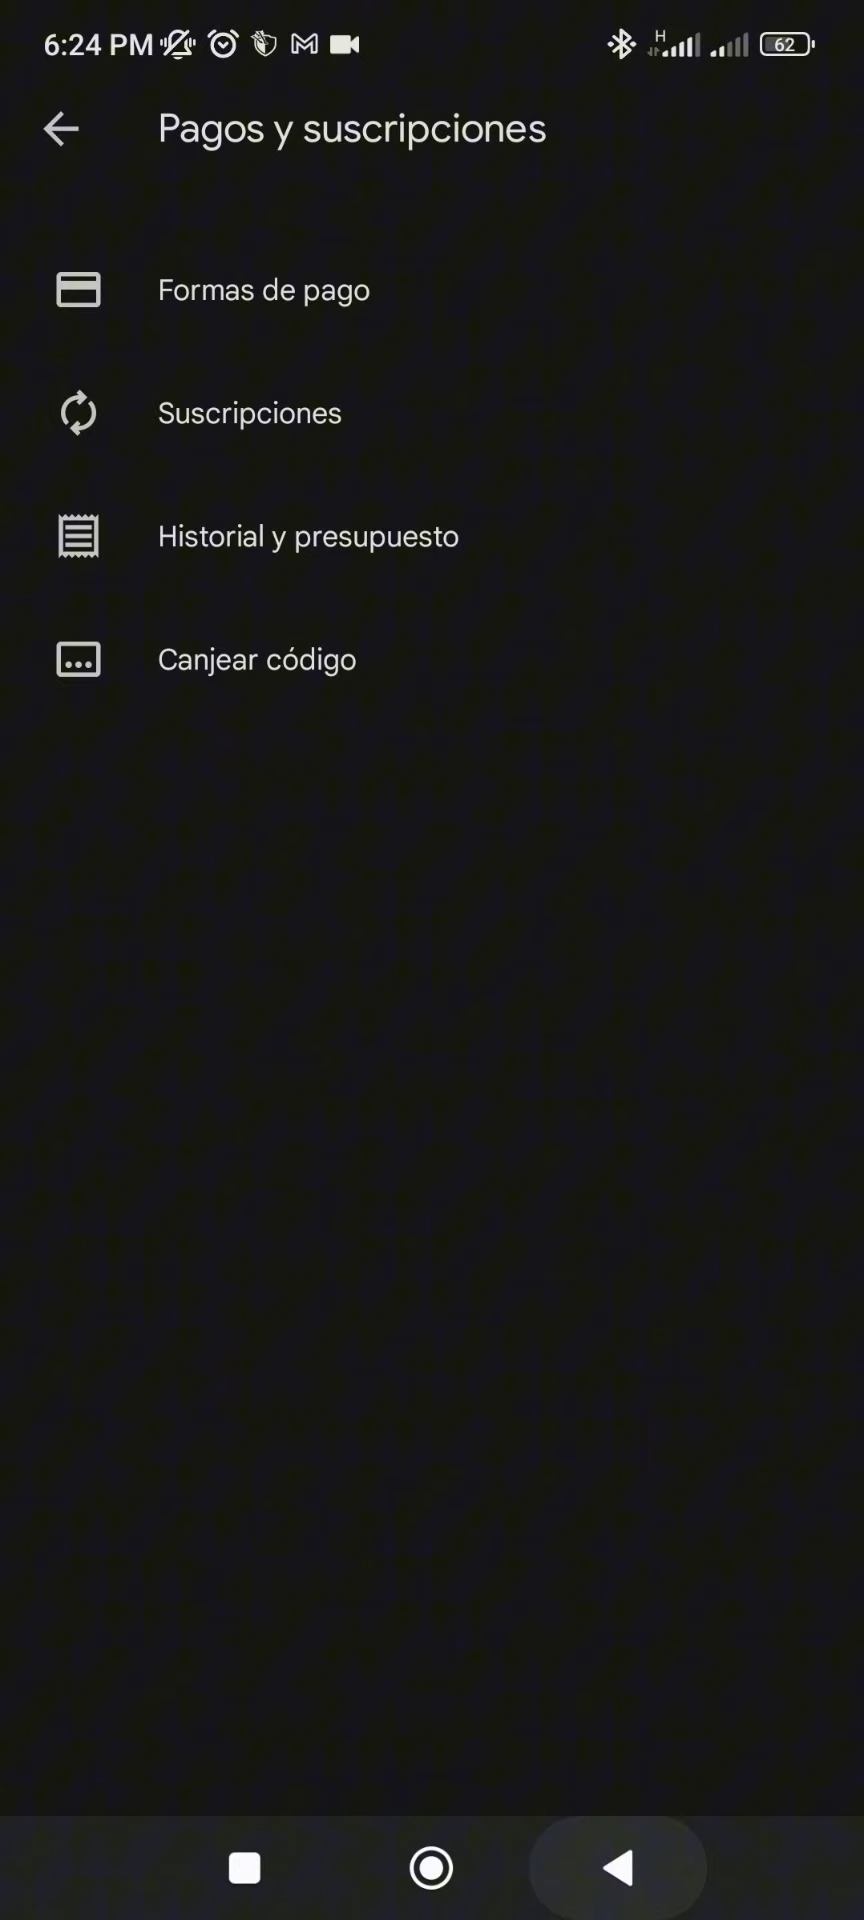 6:24 PM H 62
Pagos y suscripciones
Formas de pago
Suscripciones
Historial y presupuesto
Canjear código